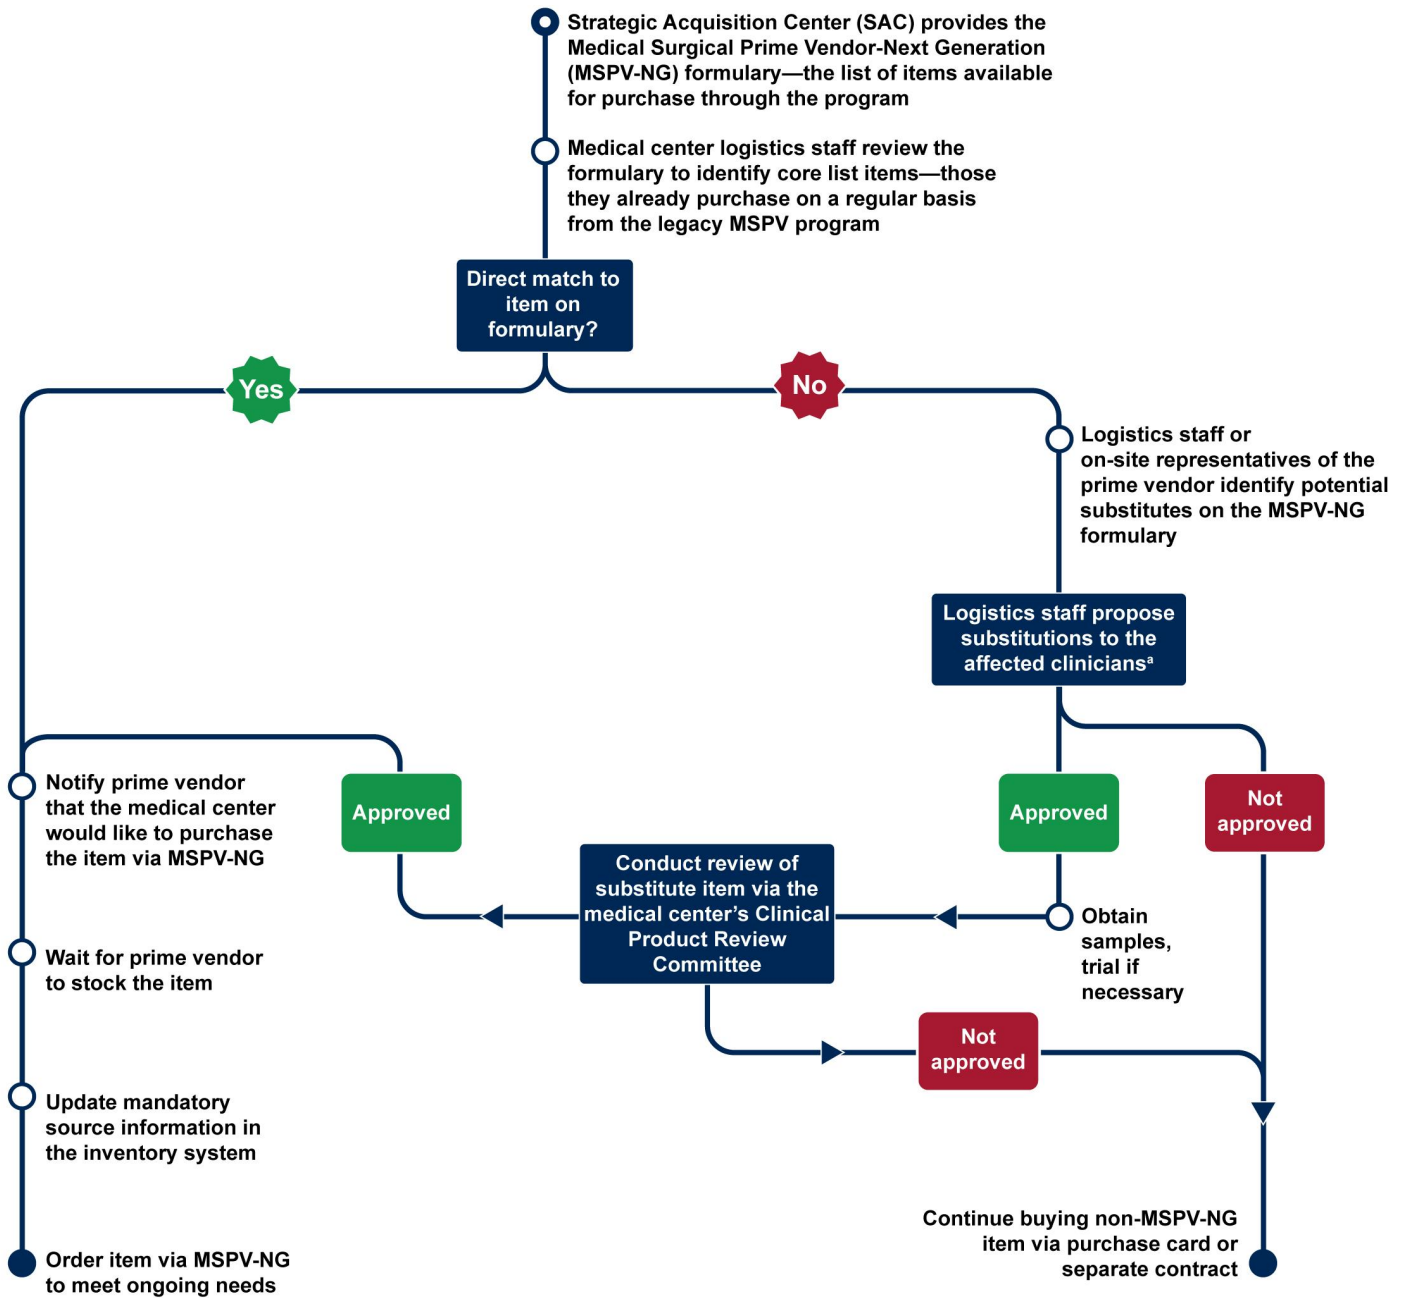 Strategic Acquisition Center (SAC) provides the
Medical Surgical Prime Vendor-Next Generation
(MSPV-NG) formulary—the list of items available
for purchase through the program
Medical center logistics staff review the
formulary to identify core list items—those
they already purchase on a regular basis
from the legacy MSPV program
Direct match to
item on
formulary?
Yes
No
Logistics staff or
on-site representatives of the
prime vendor identify potential
substitutes on the MSPV-NG
formulary
Logistics staff propose
substitutions to the
affected cliniciansᵃ
Notify prime vendor
that the medical center
would like to purchase
the item via MSPV-NG
Approved
Approved
Not
approved
Conduct review of
substitute item via the
medical center’s Clinical
Product Review
Committee
Obtain
samples,
trial if
necessary
Wait for prime vendor
to stock the item
Not
approved
Update mandatory
source information in
the inventory system
Continue buying non-MSPV-NG
item via purchase card or
separate contract
Order item via MSPV-NG
to meet ongoing needs